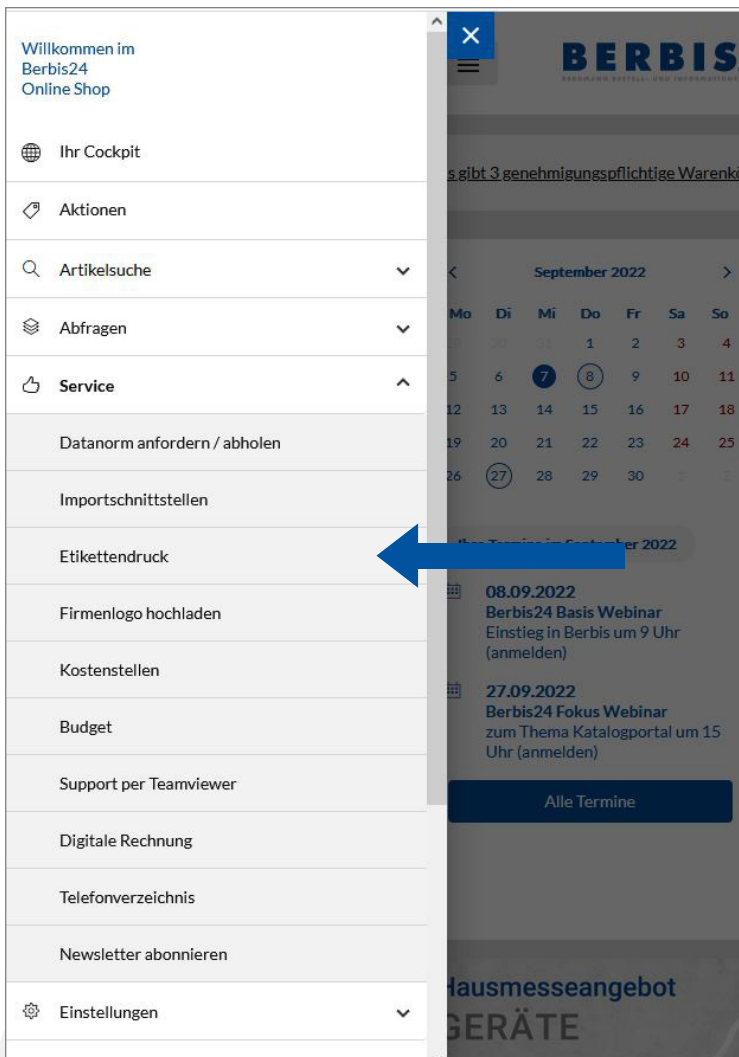 Willkommen im
Berbis24
Online Shop
Ihr Cockpit
Aktionen
Artikelsuche
Abfragen
Service
Datanorm anfordern / abholen
Importschnittstellen
Etikettendruck
Firmenlogo hochladen
Kostenstellen
Budget
Support per Teamviewer
Digitale Rechnung
Telefonverzeichnis
Newsletter abonnieren
Einstellungen
BERBIS
s gibt 3 genehmigungspflichtige Warenkö
September 2022
Mo Di Mi Do Fr Sa So
30 31 1 2 3 4
5 6 7 8 9 10 11
12 13 14 15 16 17 18
19 20 21 22 23 24 25
26 27 28 29 30
er 2022
08.09.2022
Berbis24 Basis Webinar
Einstieg in Berbis um 9 Uhr
(anmelden)
27.09.2022
Berbis24 Fokus Webinar
zum Thema Katalogportal um 15
Uhr (anmelden)
Alle Termine
Hausmesseangebot
GERÄTE